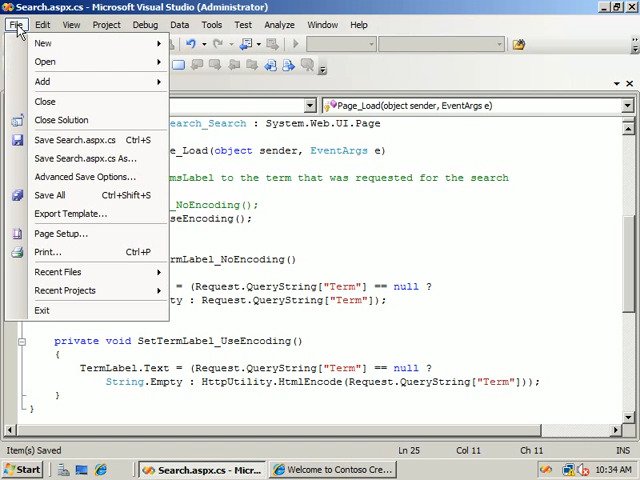 Search.aspx.cs - Microsoft Visual Studio (Administrator)
File Edit View Project Debug Data Tools Test Analyze Window Help
New
Open
Add
Close
Close Solution
Save Search.aspx.cs Ctrl+S
Save Search.aspx.cs As...
Advanced Save Options...
Save All Ctrl+Shift+S
Export Template...
Page Setup...
Print... Ctrl+P
Recent Files
Recent Projects
Exit
Page_Load(object sender, EventArgs e)
earch_Search : System.Web.UI.Page
e_Load(object sender, EventArgs e)
msLabel to the term that was requested for the search
_NoEncoding();
seEncoding();
ermLabel_NoEncoding()
= (Request.QueryString["Term"] == null ?
ty : Request.QueryString["Term"]);
private void SetTermLabel_UseEncoding()
{
TermLabel.Text = (Request.QueryString["Term"] == null ?
String.Empty : HttpUtility.HtmlEncode(Request.QueryString["Term"]));
}
}
Item(s) Saved Ln 25 Col 11 Ch 11 INS
Start Search.aspx.cs - Micr... Welcome to Contoso Cre... 10:34 AM